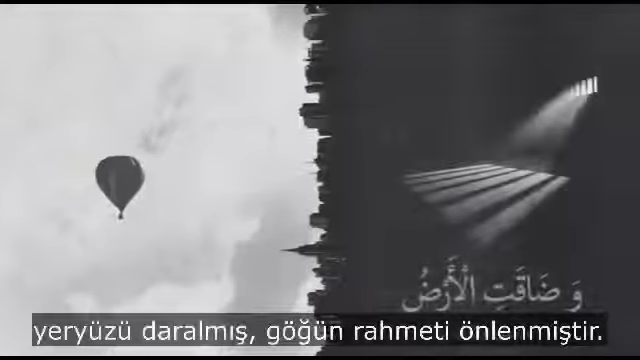 وَ ضَاقَتِ الْأَرْضُ
yeryüzü daralmış, göğün rahmeti önlenmiştir.